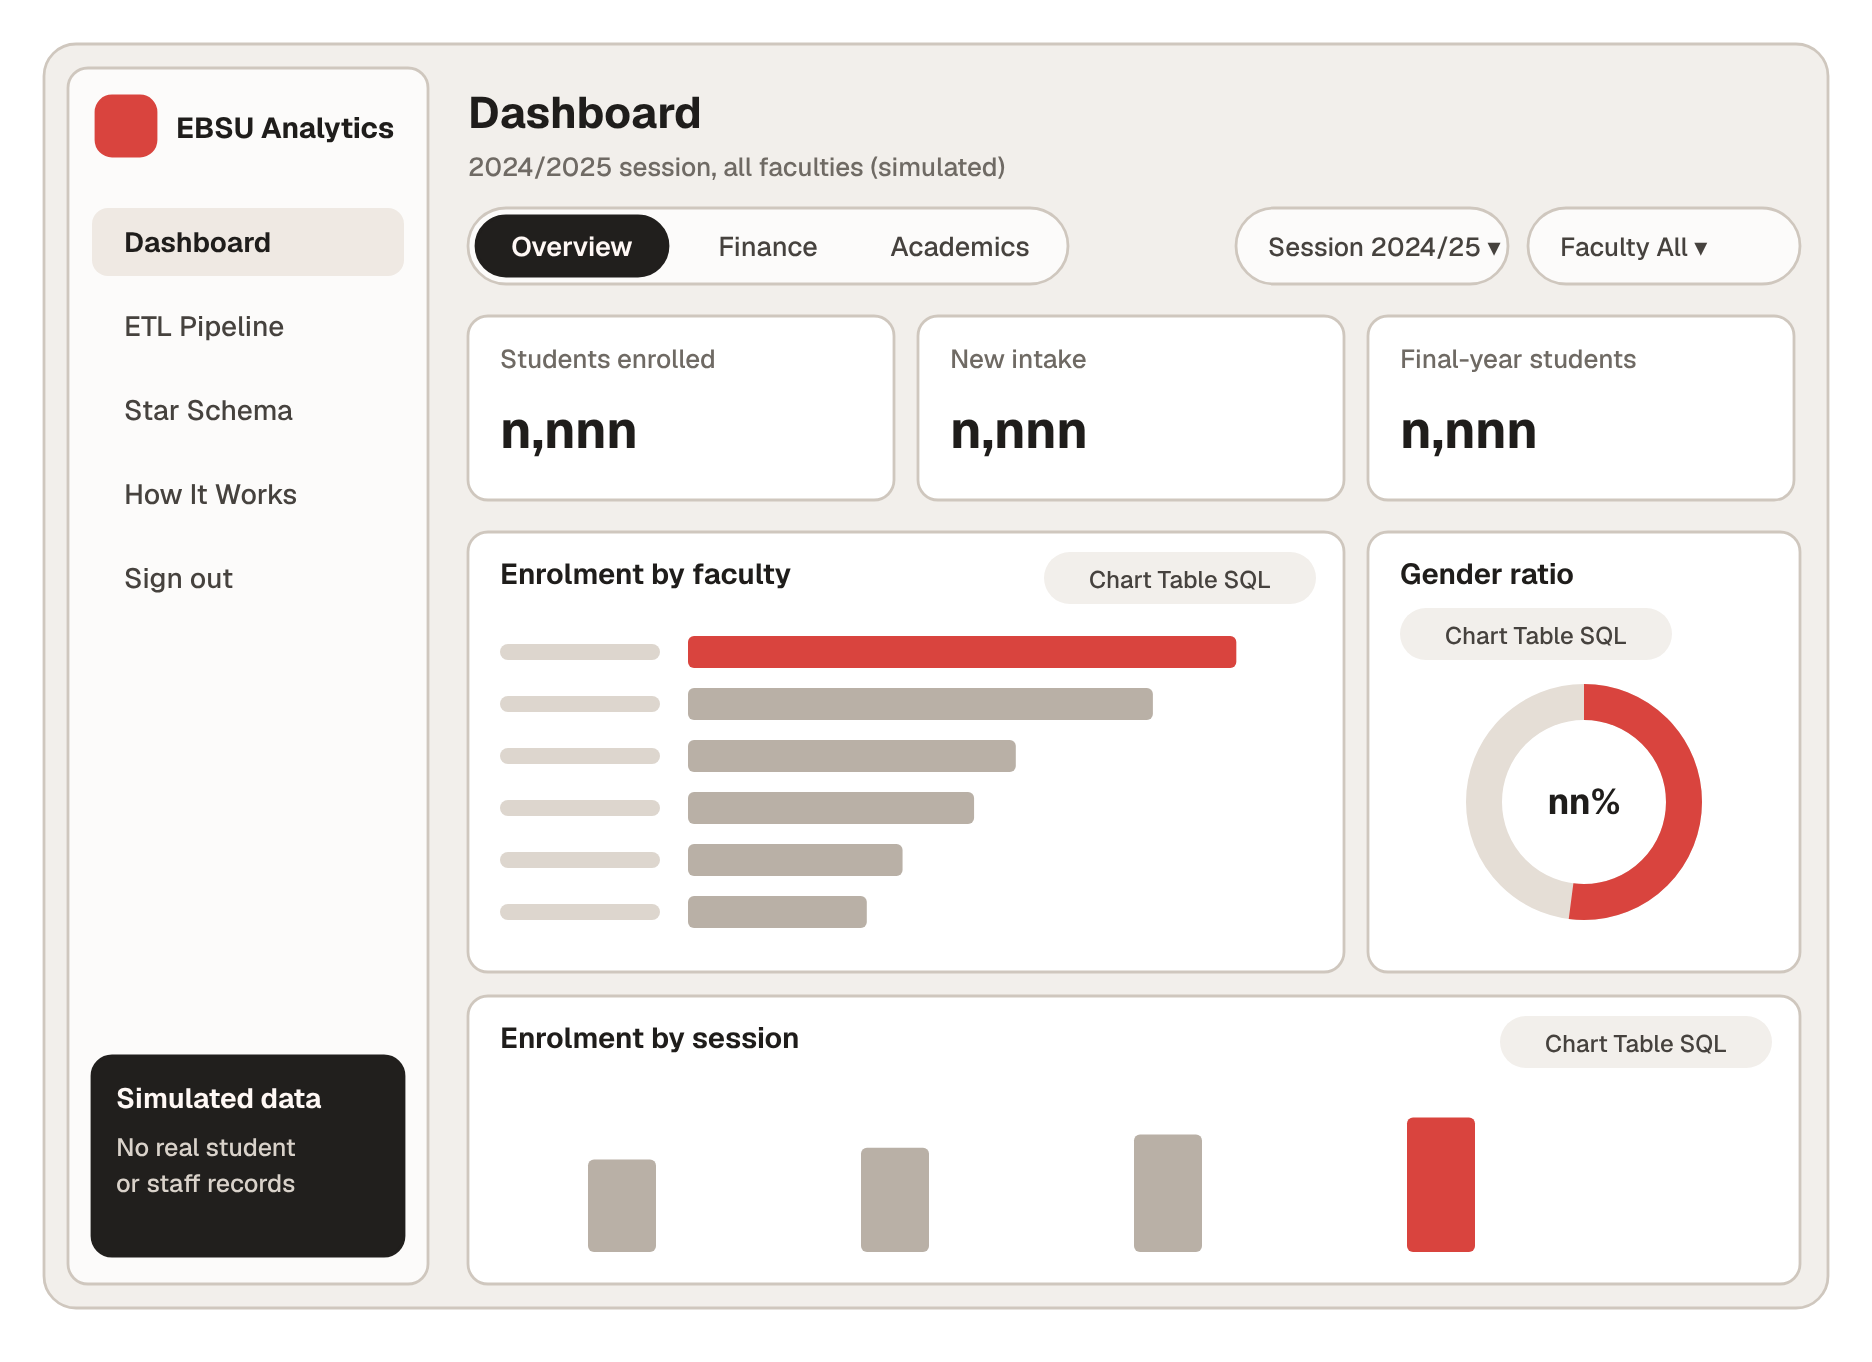 EBSU Analytics
Dashboard
ETL Pipeline
Star Schema
How It Works
Sign out
Simulated data
No real student
or staff records
Dashboard
2024/2025 session, all faculties (simulated)
Overview Finance Academics
Session 2024/25 ▾ Faculty All ▾
Students enrolled
n,nnn
New intake
n,nnn
Final-year students
n,nnn
Enrolment by faculty
Chart Table SQL
Gender ratio
Chart Table SQL
nn%
Enrolment by session
Chart Table SQL